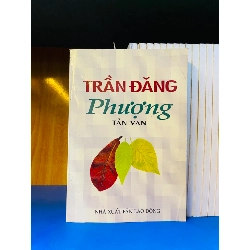 TRẦN ĐĂNG
Phượng
TẢN VĂN
NHÀ XUẤT BẢN LAO ĐỘNG